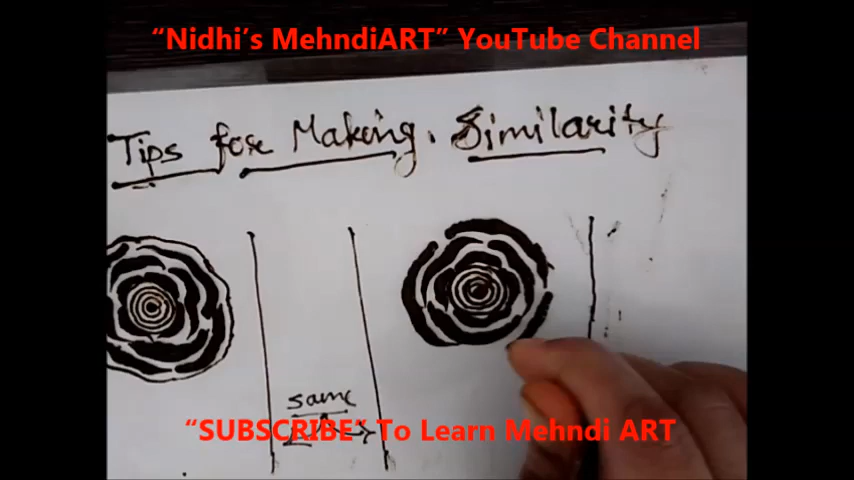 “Nidhi’s MehndiART” YouTube Channel
Tips for Making. Similarity
same
“SUBSCRIBE” To Learn Mehndi ART